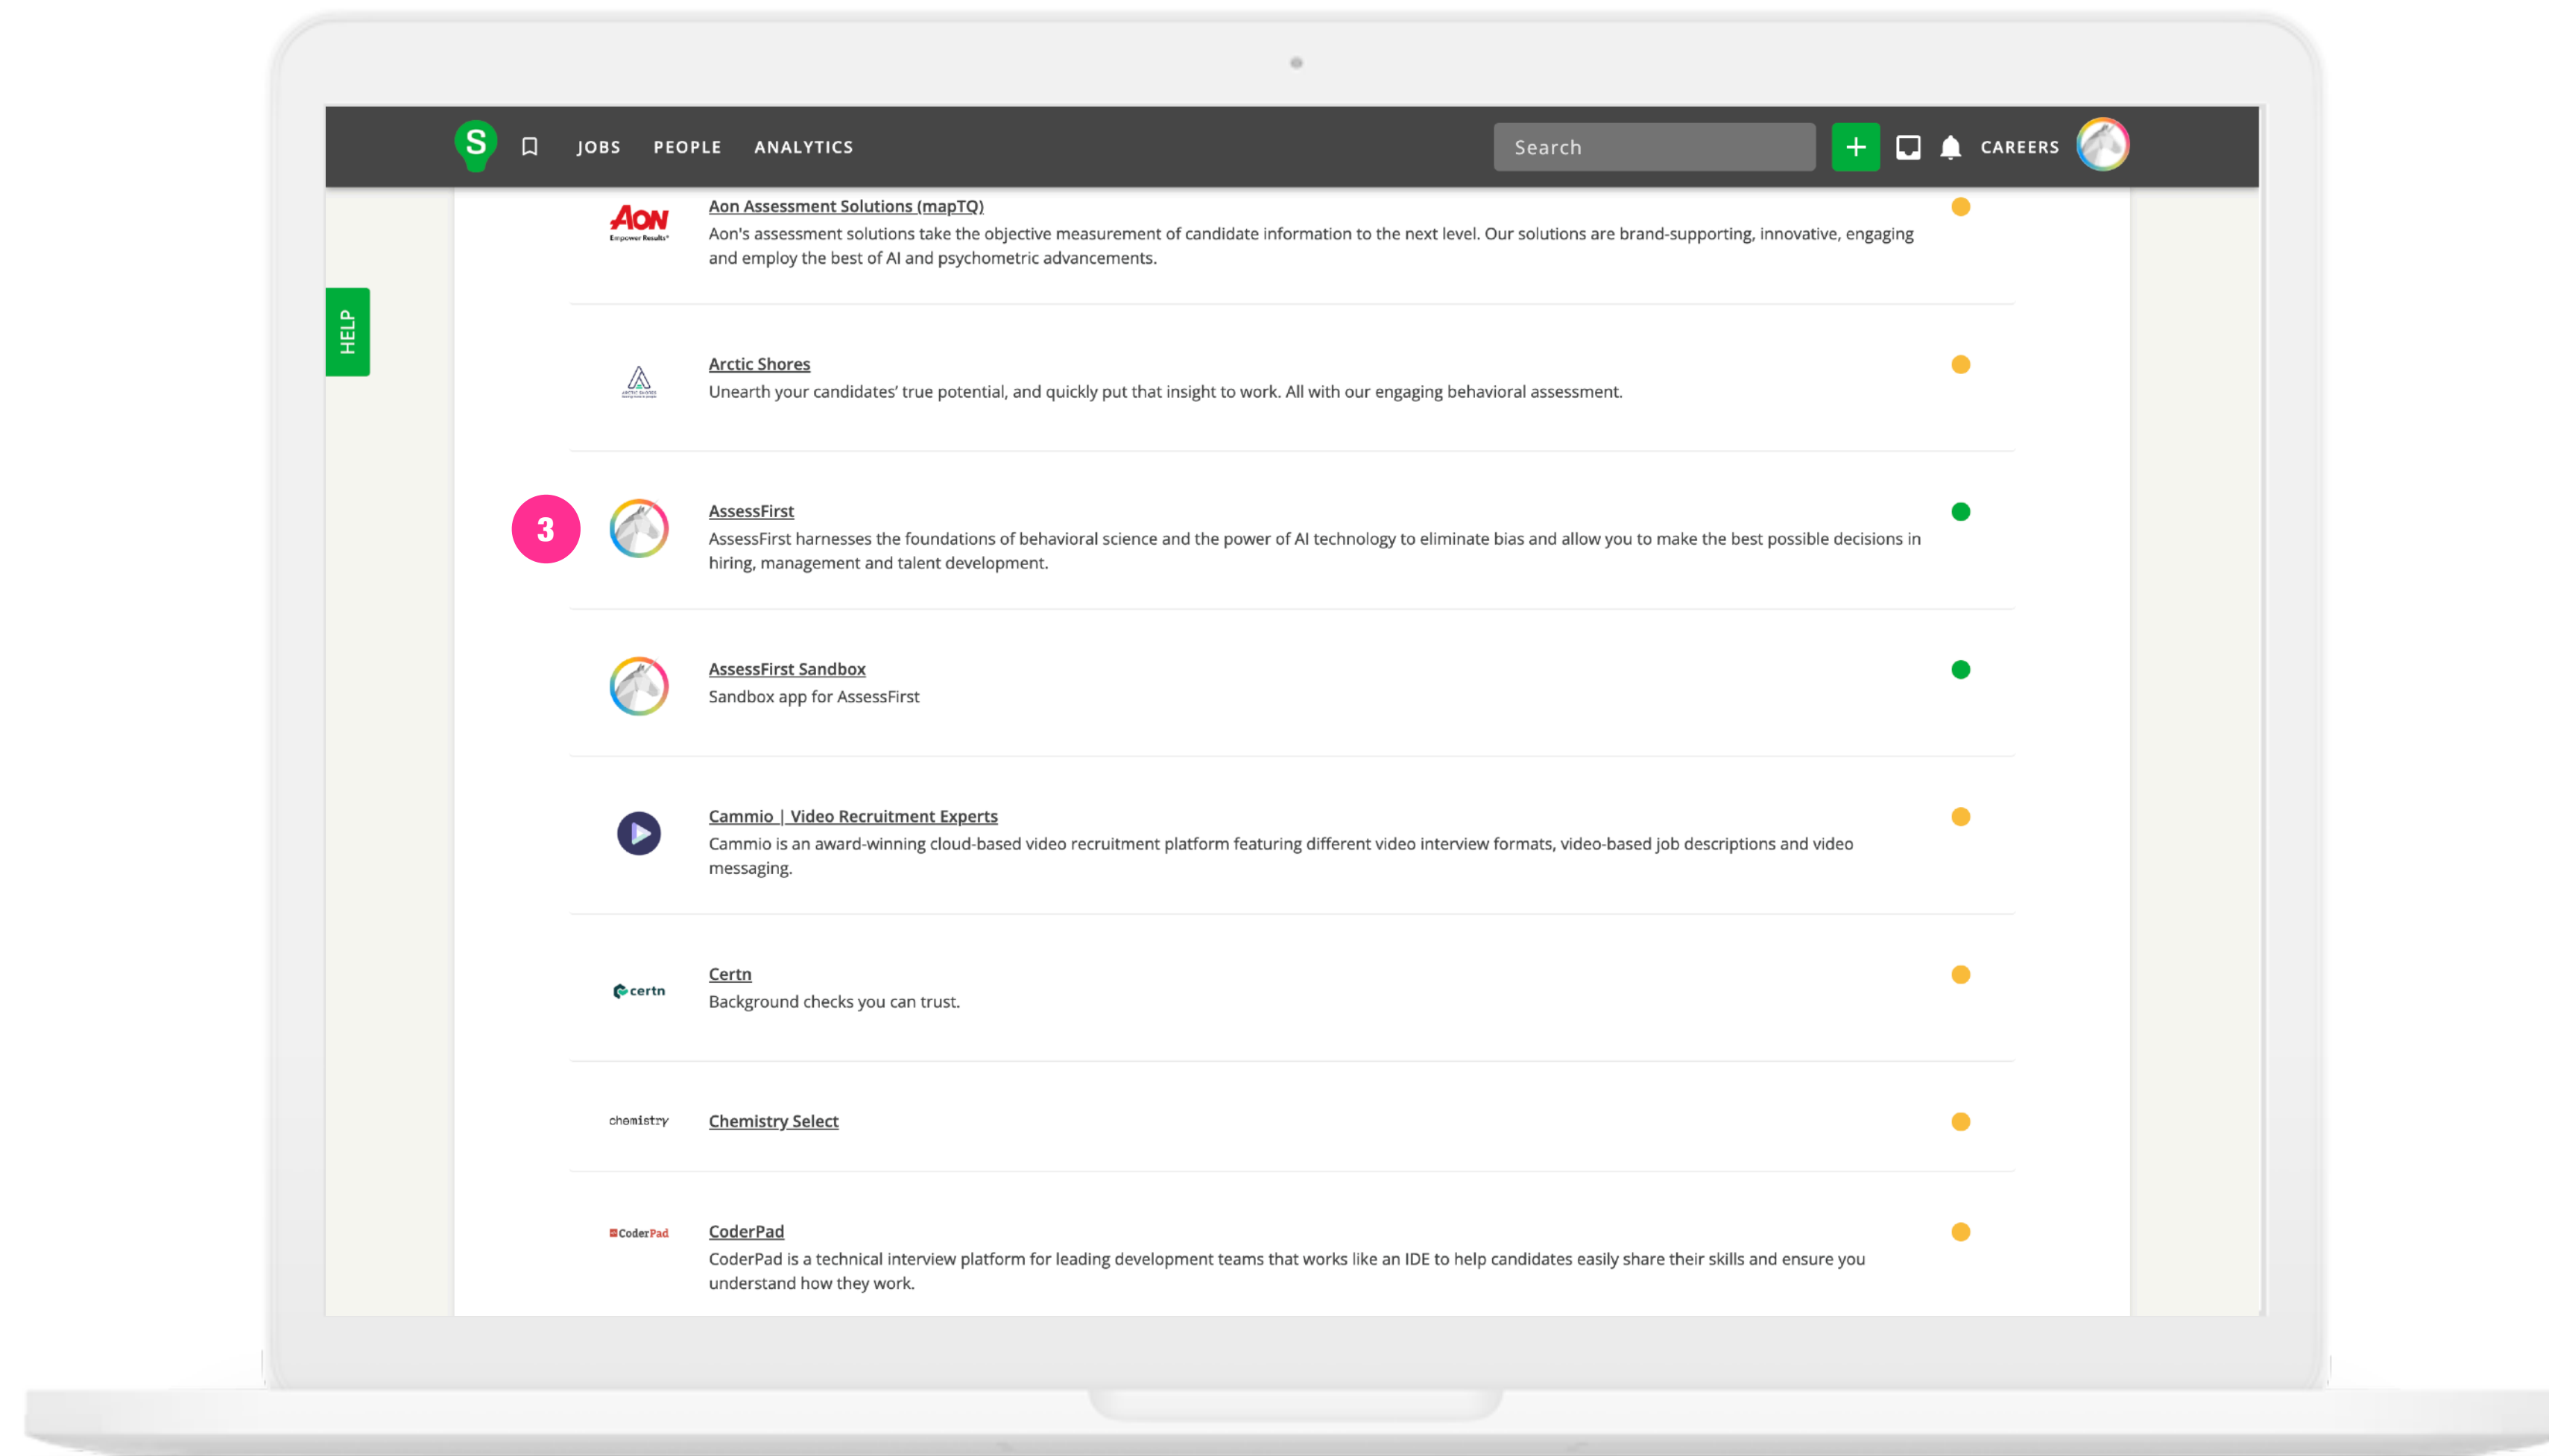 S
JOBS PEOPLE ANALYTICS Search + CAREERS
HELP
AON
Empower Results®
Aon Assessment Solutions (mapTQ)
Aon's assessment solutions take the objective measurement of candidate information to the next level. Our solutions are brand-supporting, innovative, engaging
and employ the best of AI and psychometric advancements.
ARCTIC SHORES
Arctic Shores
Unearth your candidates’ true potential, and quickly put that insight to work. All with our engaging behavioral assessment.
3
AssessFirst
AssessFirst harnesses the foundations of behavioral science and the power of AI technology to eliminate bias and allow you to make the best possible decisions in
hiring, management and talent development.
AssessFirst Sandbox
Sandbox app for AssessFirst
Cammio | Video Recruitment Experts
Cammio is an award-winning cloud-based video recruitment platform featuring different video interview formats, video-based job descriptions and video
messaging.
certn
Certn
Background checks you can trust.
chemistry
Chemistry Select
CoderPad
CoderPad
CoderPad is a technical interview platform for leading development teams that works like an IDE to help candidates easily share their skills and ensure you
understand how they work.